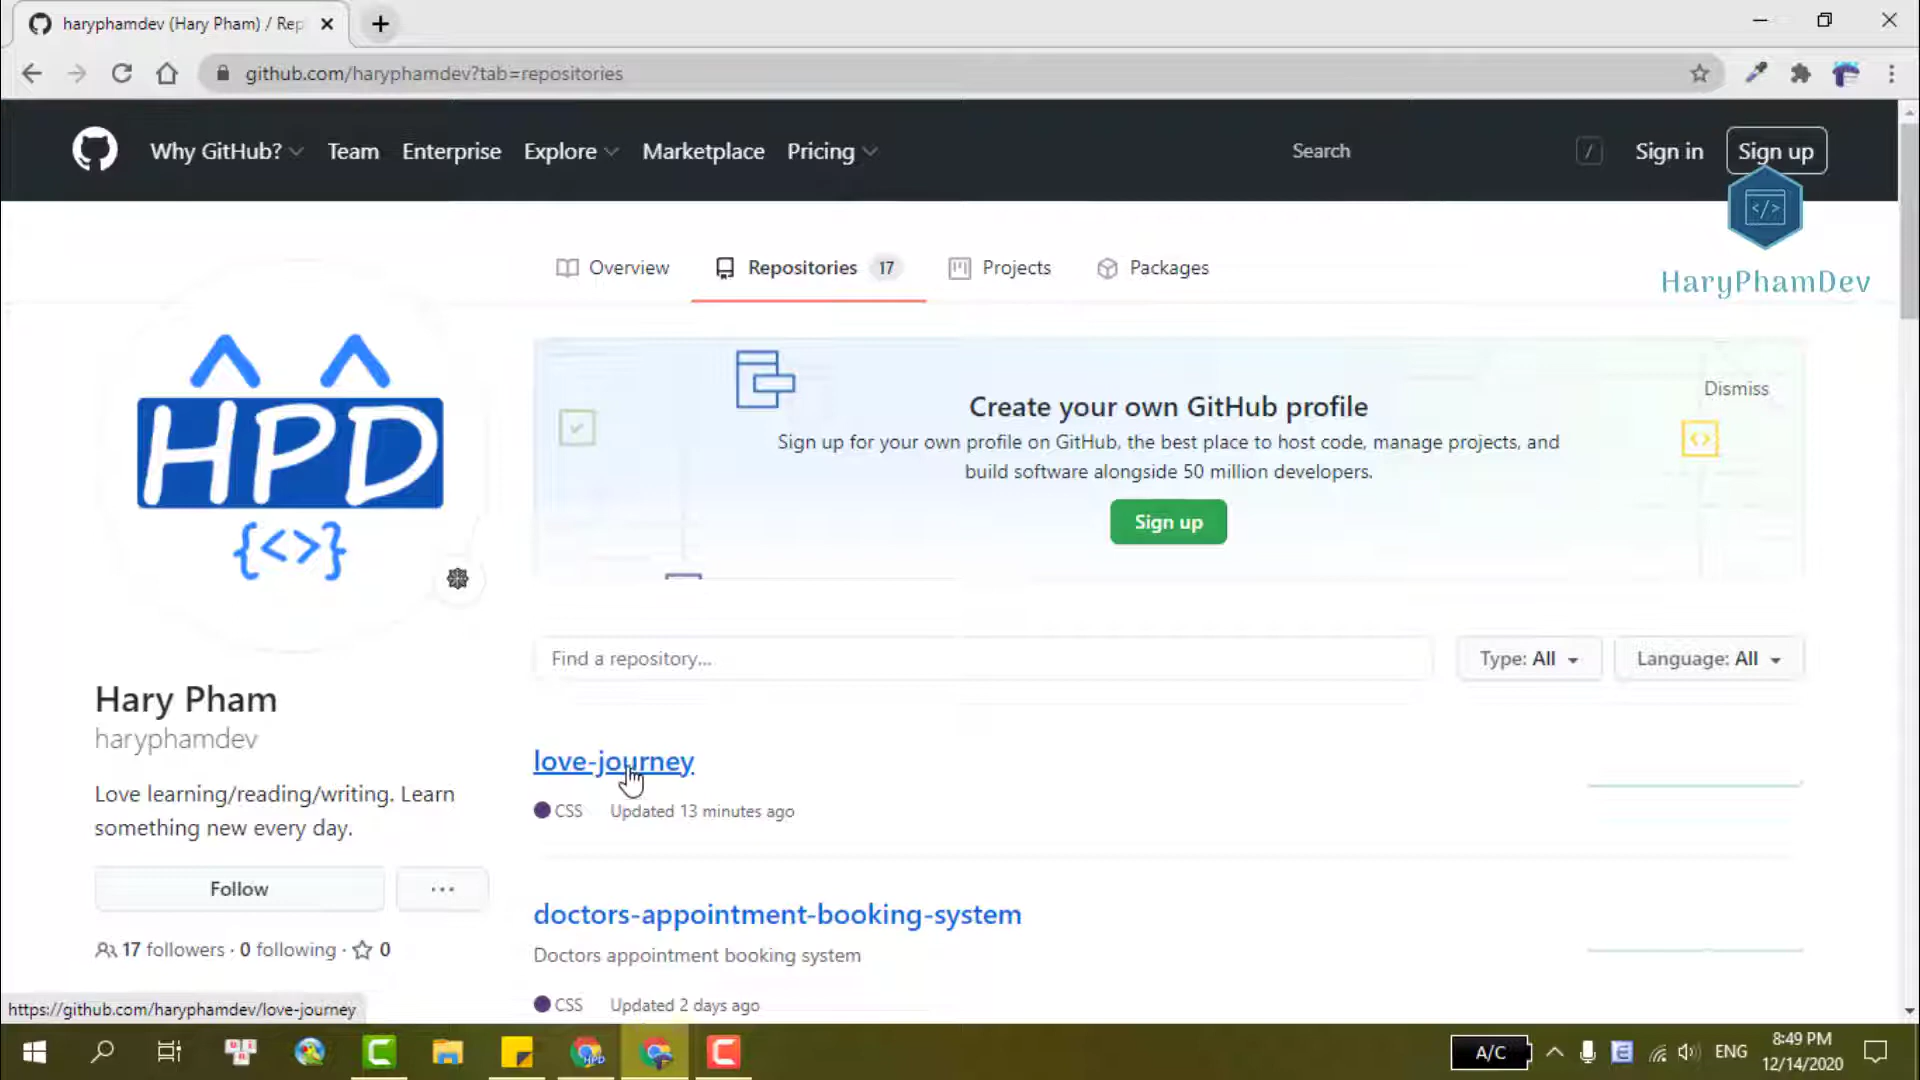 haryphamdev (Hary Pham) / Rep
github.com/haryphamdev?tab=repositories
Why GitHub? Team Enterprise Explore Marketplace Pricing Search / Sign in Sign up
</>
HaryPhamDev
Overview Repositories 17 Projects Packages
HPD
{<>}
Create your own GitHub profile
Dismiss
Sign up for your own profile on GitHub, the best place to host code, manage projects, and
build software alongside 50 million developers.
Sign up
Find a repository...
Type: All
Language: All
Hary Pham
haryphamdev
Love learning/reading/writing. Learn
something new every day.
Follow ...
17 followers · 0 following · 0
love-journey
CSS Updated 13 minutes ago
doctors-appointment-booking-system
Doctors appointment booking system
CSS Updated 2 days ago
https://github.com/haryphamdev/love-journey
A/C
ENG
8:49 PM
12/14/2020